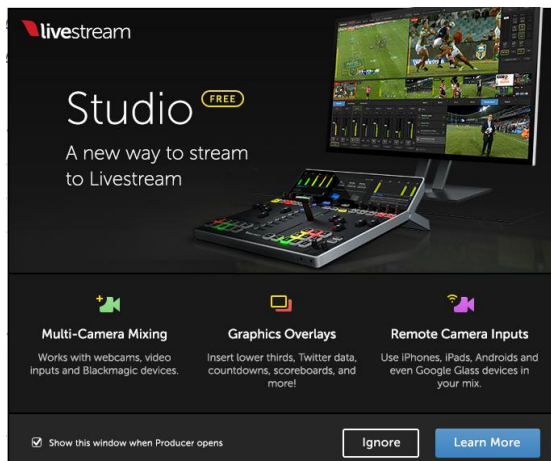 livestream
Studio FREE
A new way to stream
to Livestream
Multi-Camera Mixing
Works with webcams, video
inputs and Blackmagic devices.
Graphics Overlays
Insert lower thirds, Twitter data,
countdowns, scoreboards, and
more!
Remote Camera Inputs
Use iPhones, iPads, Androids and
even Google Glass devices in
your mix.
Show this window when Producer opens
Ignore
Learn More